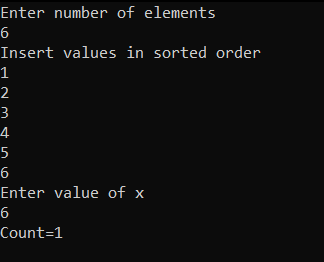 Enter number of elements
6
Insert values in sorted order
1
2
3
4
5
6
Enter value of x
6
Count=1